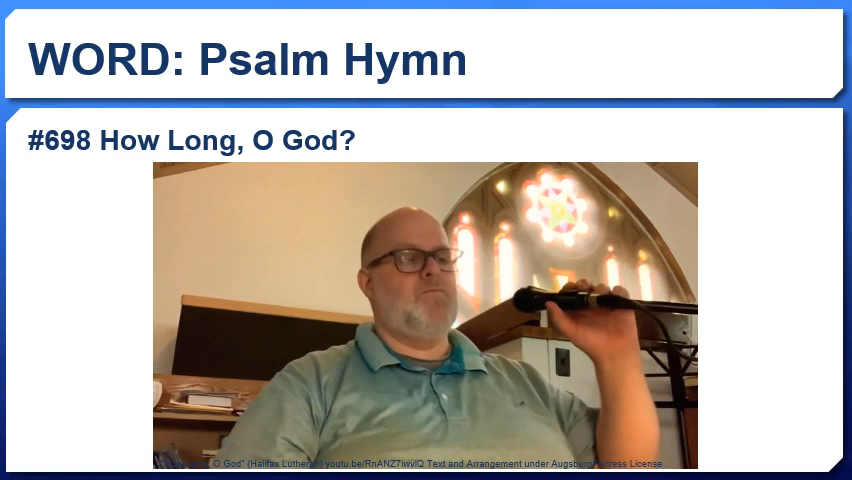 WORD: Psalm Hymn
#698 How Long, O God?
O God" (Halifax Lutheran) youtu.be/RnANZ7iwvlQ Text and Arrangement under Augsburg Fortress License